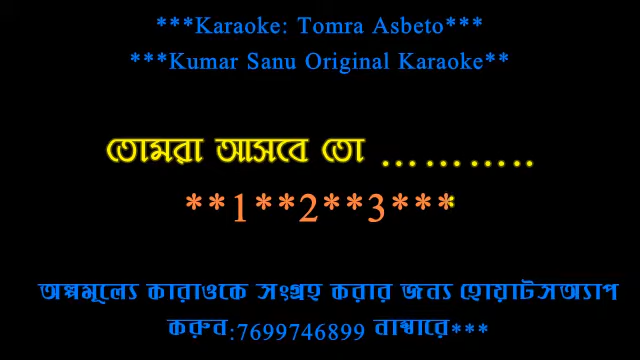 ***Karaoke: Tomra Asbeto***
***Kumar Sanu Original Karaoke**
তোমরা আসবে তো ………..
**1**2**3***
অল্পমূল্যে কারাওকে সংগ্রহ করার জন্য হোয়াটসঅ্যাপ
করুন:7699746899 নাম্বারে***